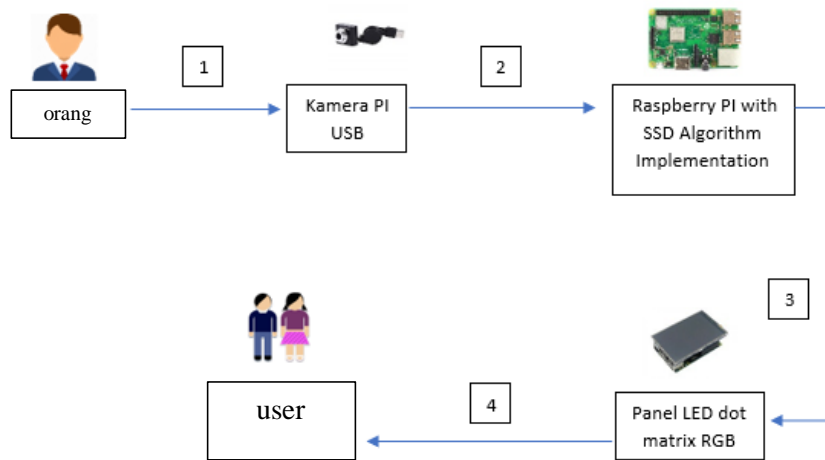 1
2
orang
Kamera PI
USB
Raspberry PI with
SSD Algorithm
Implementation
3
user
4
Panel LED dot
matrix RGB